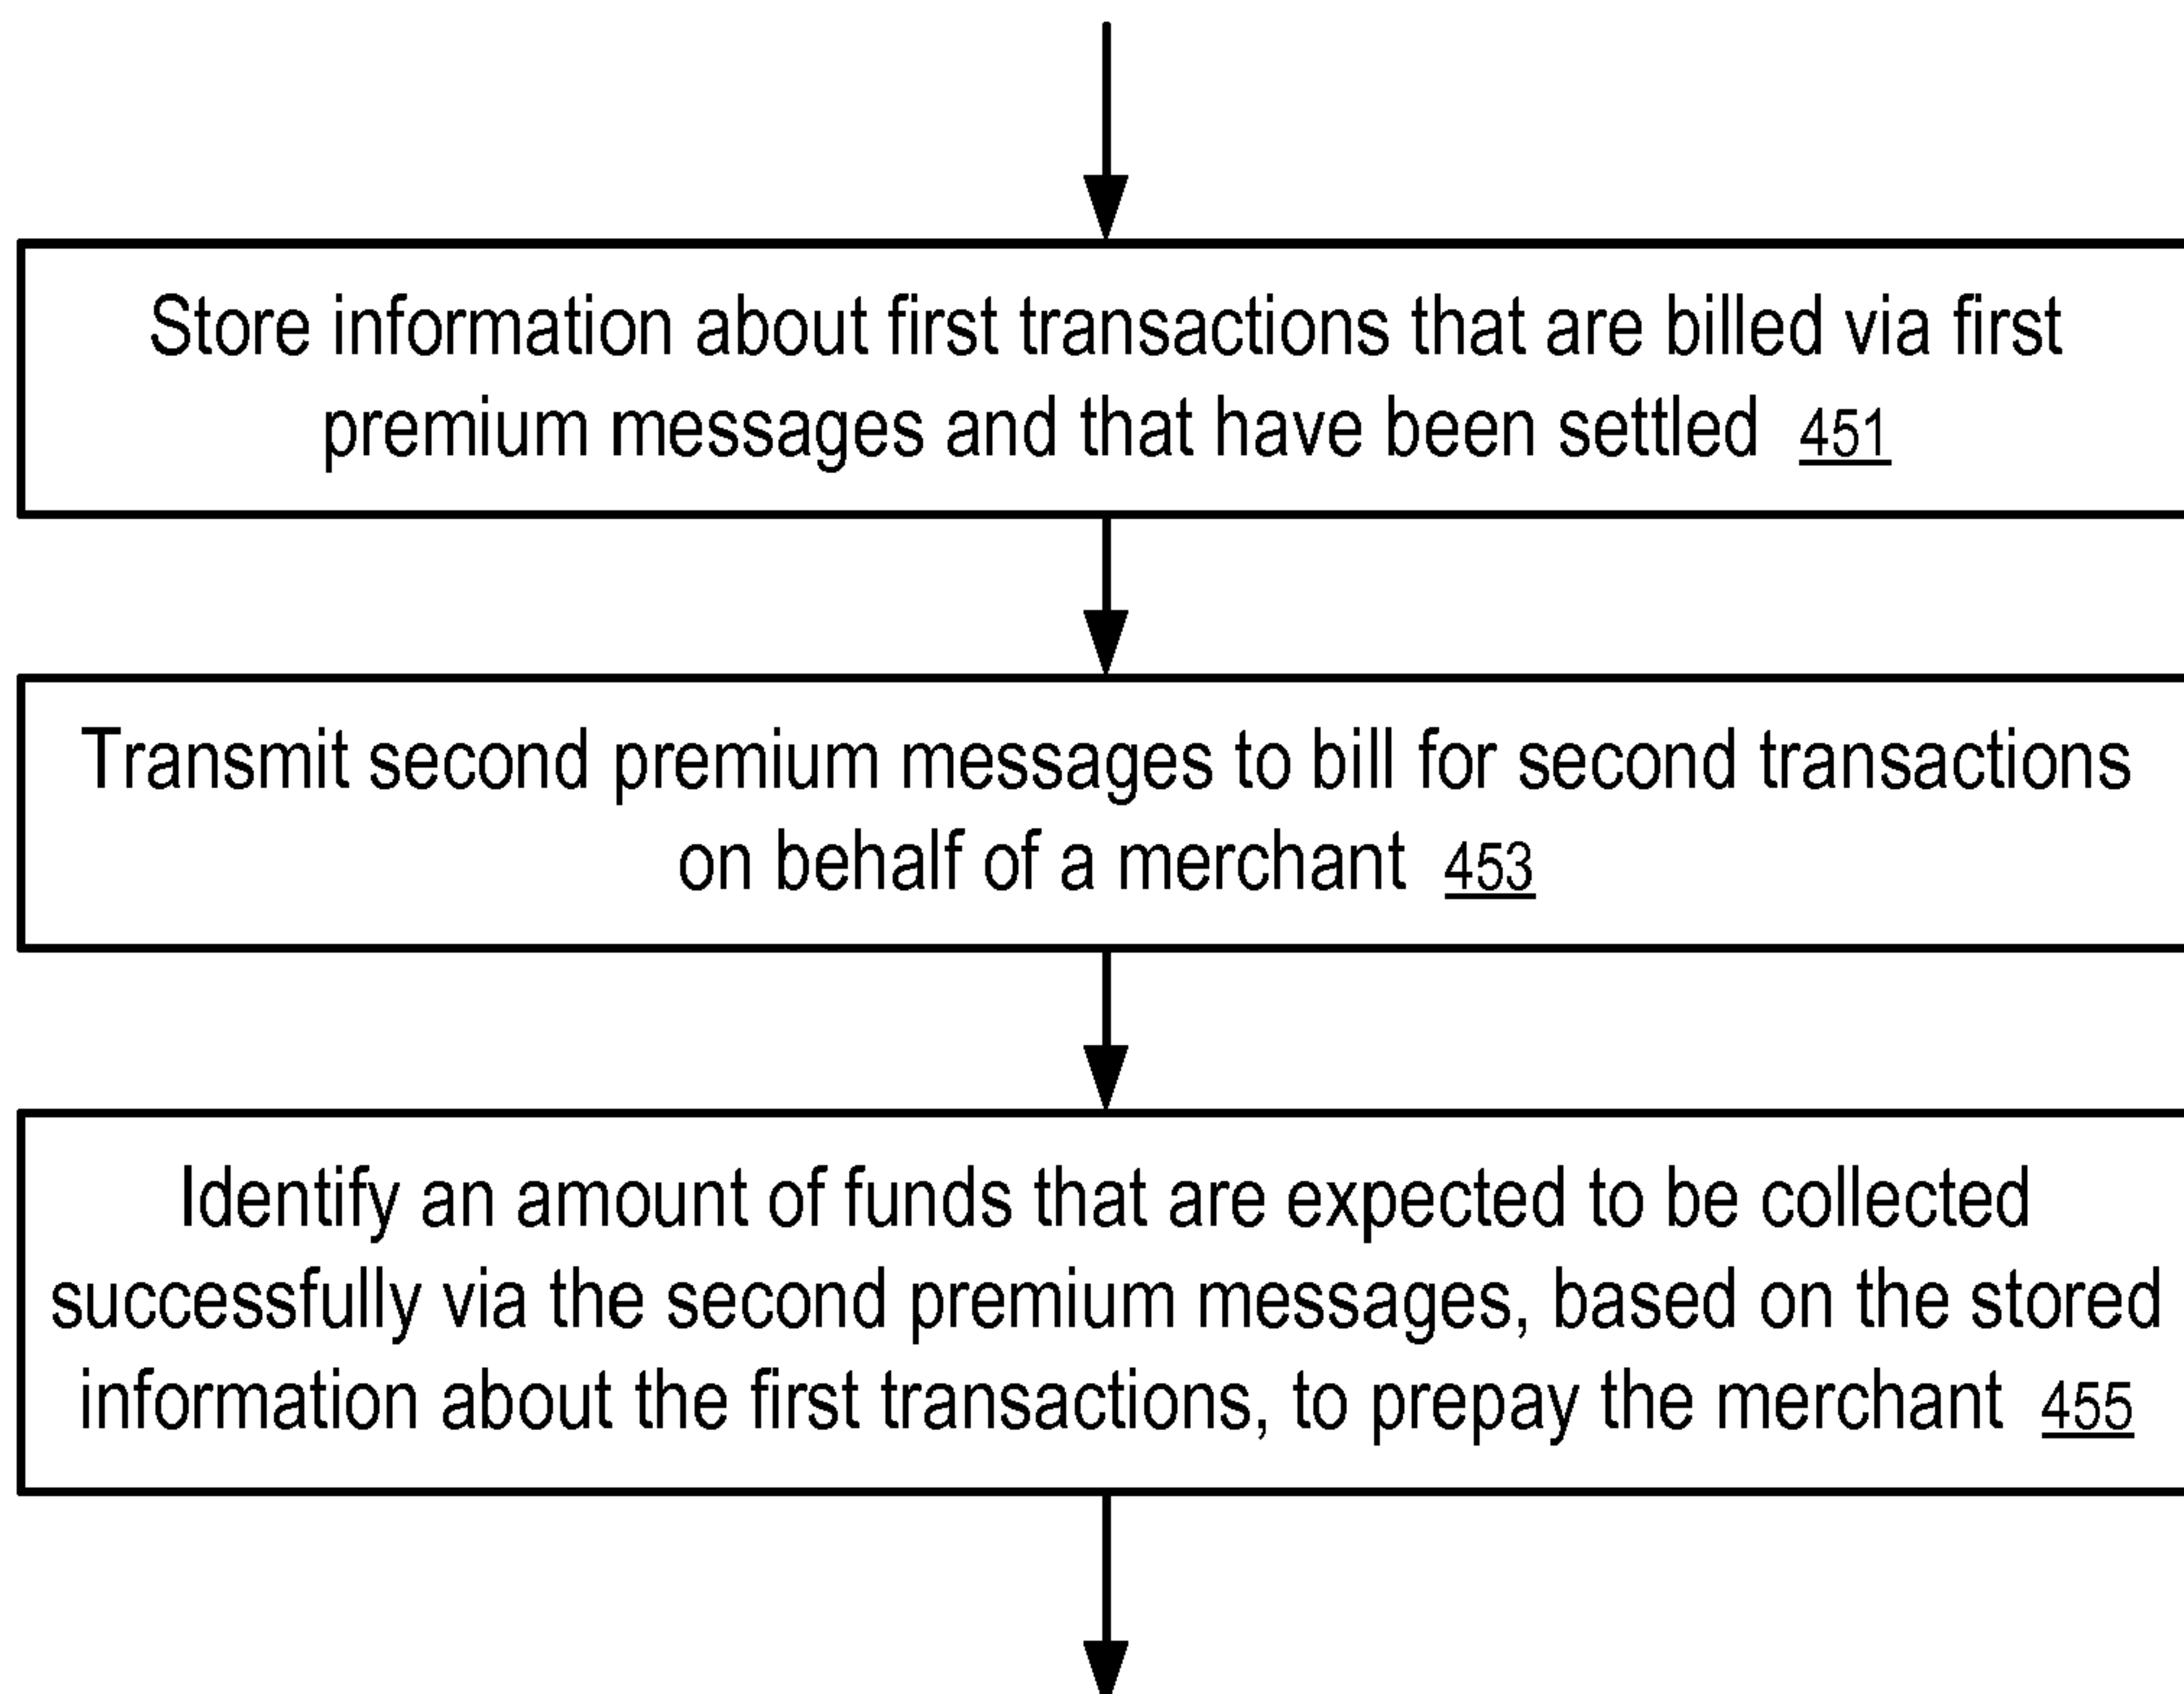 Store information about first transactions that are billed via first
premium messages and that have been settled 451
Transmit second premium messages to bill for second transactions
on behalf of a merchant 453
Identify an amount of funds that are expected to be collected
successfully via the second premium messages, based on the stored
information about the first transactions, to prepay the merchant 455